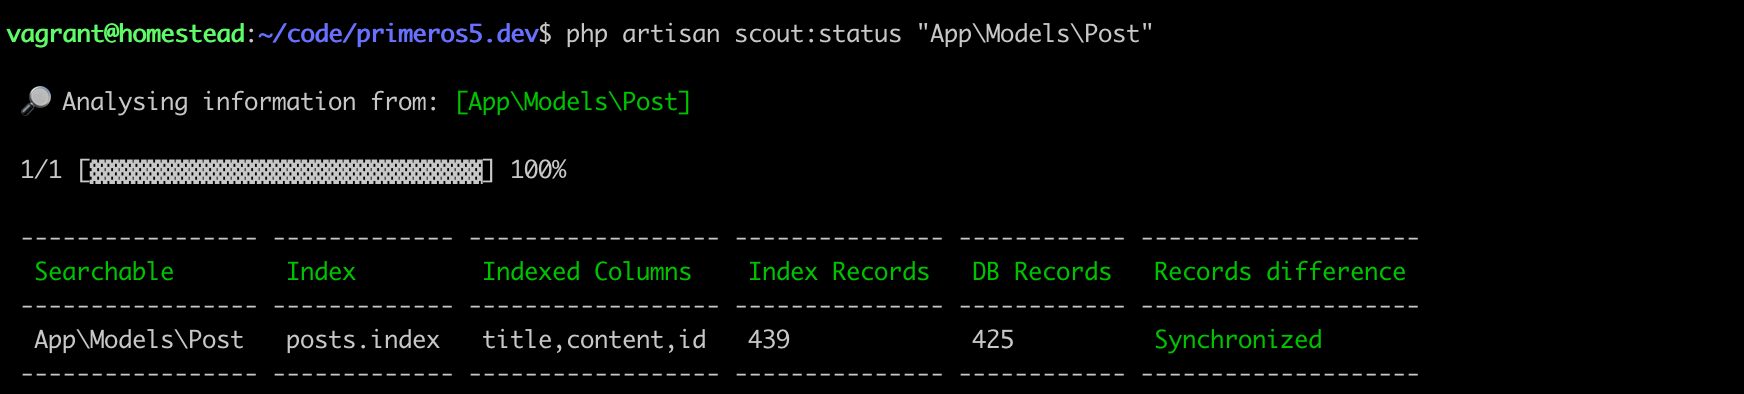 vagrant@homestead:~/code/primeros5.dev$ php artisan scout:status "App\Models\Post"
🔎 Analysing information from: [App\Models\Post]
1/1 [▓▓▓▓▓▓▓▓▓▓▓▓▓▓▓▓▓▓▓▓▓▓▓▓▓▓▓▓] 100%
----------------- ------------- ------------------ --------------- ------------ --------------------
Searchable Index Indexed Columns Index Records DB Records Records difference
----------------- ------------- ------------------ --------------- ------------ --------------------
App\Models\Post posts.index title,content,id 439 425 Synchronized
----------------- ------------- ------------------ --------------- ------------ --------------------